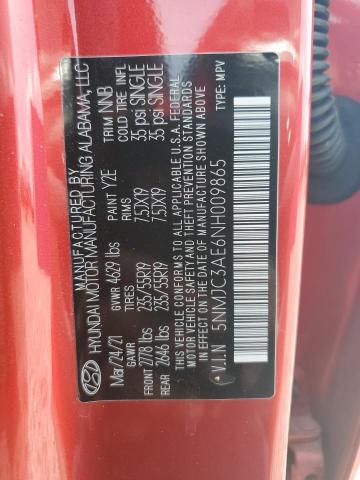 MANUFACTURED BY
HYUNDAI MOTOR MANUFACTURING ALABAMA, LLC
Mar/24/21 GVWR 4629 lbs PAINT Y2E TRIM NNB
TIRES RIMS COLD TIRE INFL
FRONT 2778 lbs 235/55R19 7.5JX19 35 psi SINGLE
REAR 2646 lbs 235/55R19 7.5JX19 35 psi SINGLE
THIS VEHICLE CONFORMS TO
ALL APPLICABLE U.S.A. FEDERAL
MOTOR VEHICLE SAFETY
AND THEFT PREVENTION STANDARDS
IN EFFECT ON THE DATE OF
MANUFACTURE SHOWN ABOVE.
V.I.N 5NMJC3AE6NH009865 TYPE: MPV